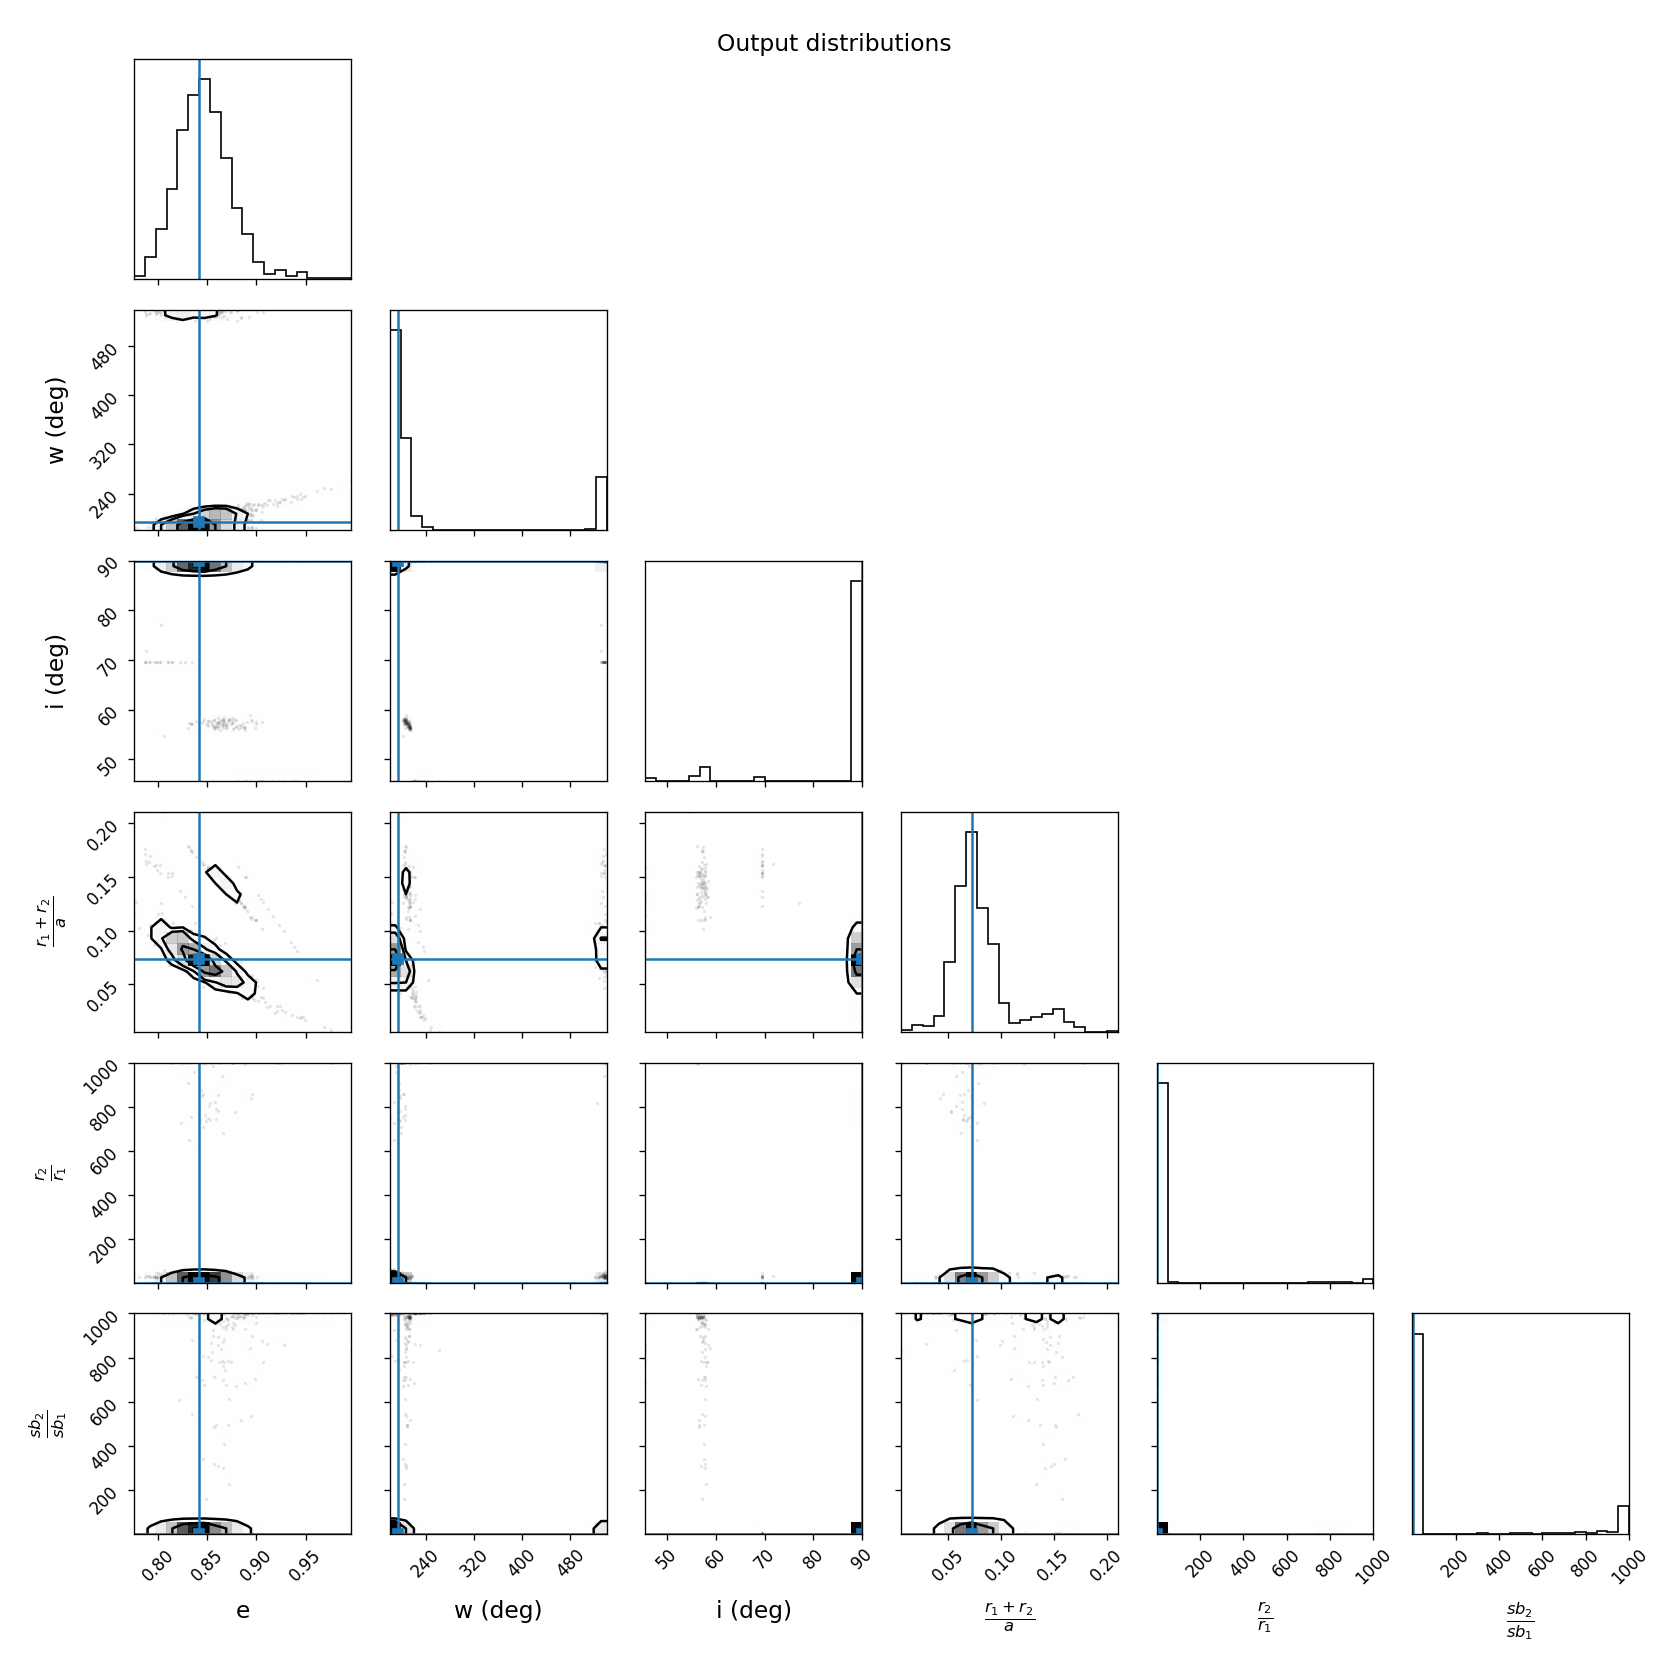 Output distributions
w (deg)
480
400
320
240
i (deg)
90
80
70
60
50
r₁ + r₂
a
0.20
0.15
0.10
0.05
r₂
r₁
1000
800
600
400
200
sb₂
sb₁
1000
800
600
400
200
0.80 0.85 0.90 0.95 240 320 400 480 50 60 70 80 90 0.05 0.10 0.15 0.20 200 400 600 800 1000 200 400 600 800 1000
e w (deg) i (deg) r₁ + r₂ r₂ sb₂
a r₁ sb₁